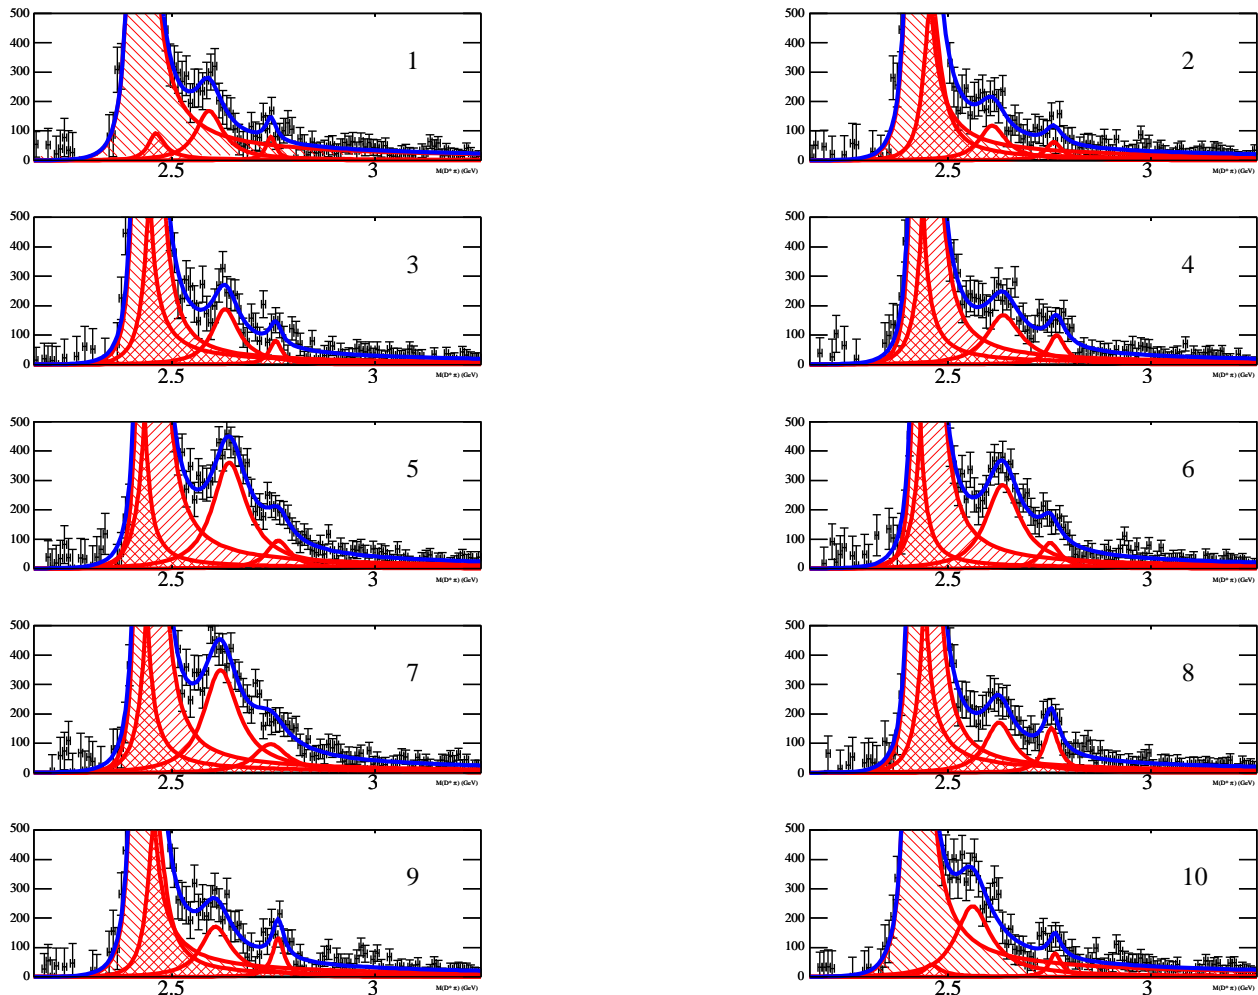 500 400 300 200 100 0 1 2.5 3 M(D* π) (GeV)
500 400 300 200 100 0 2 2.5 3 M(D* π) (GeV)
500 400 300 200 100 0 3 2.5 3 M(D* π) (GeV)
500 400 300 200 100 0 4 2.5 3 M(D* π) (GeV)
500 400 300 200 100 0 5 2.5 3 M(D* π) (GeV)
500 400 300 200 100 0 6 2.5 3 M(D* π) (GeV)
500 400 300 200 100 0 7 2.5 3 M(D* π) (GeV)
500 400 300 200 100 0 8 2.5 3 M(D* π) (GeV)
500 400 300 200 100 0 9 2.5 3 M(D* π) (GeV)
500 400 300 200 100 0 10 2.5 3 M(D* π) (GeV)